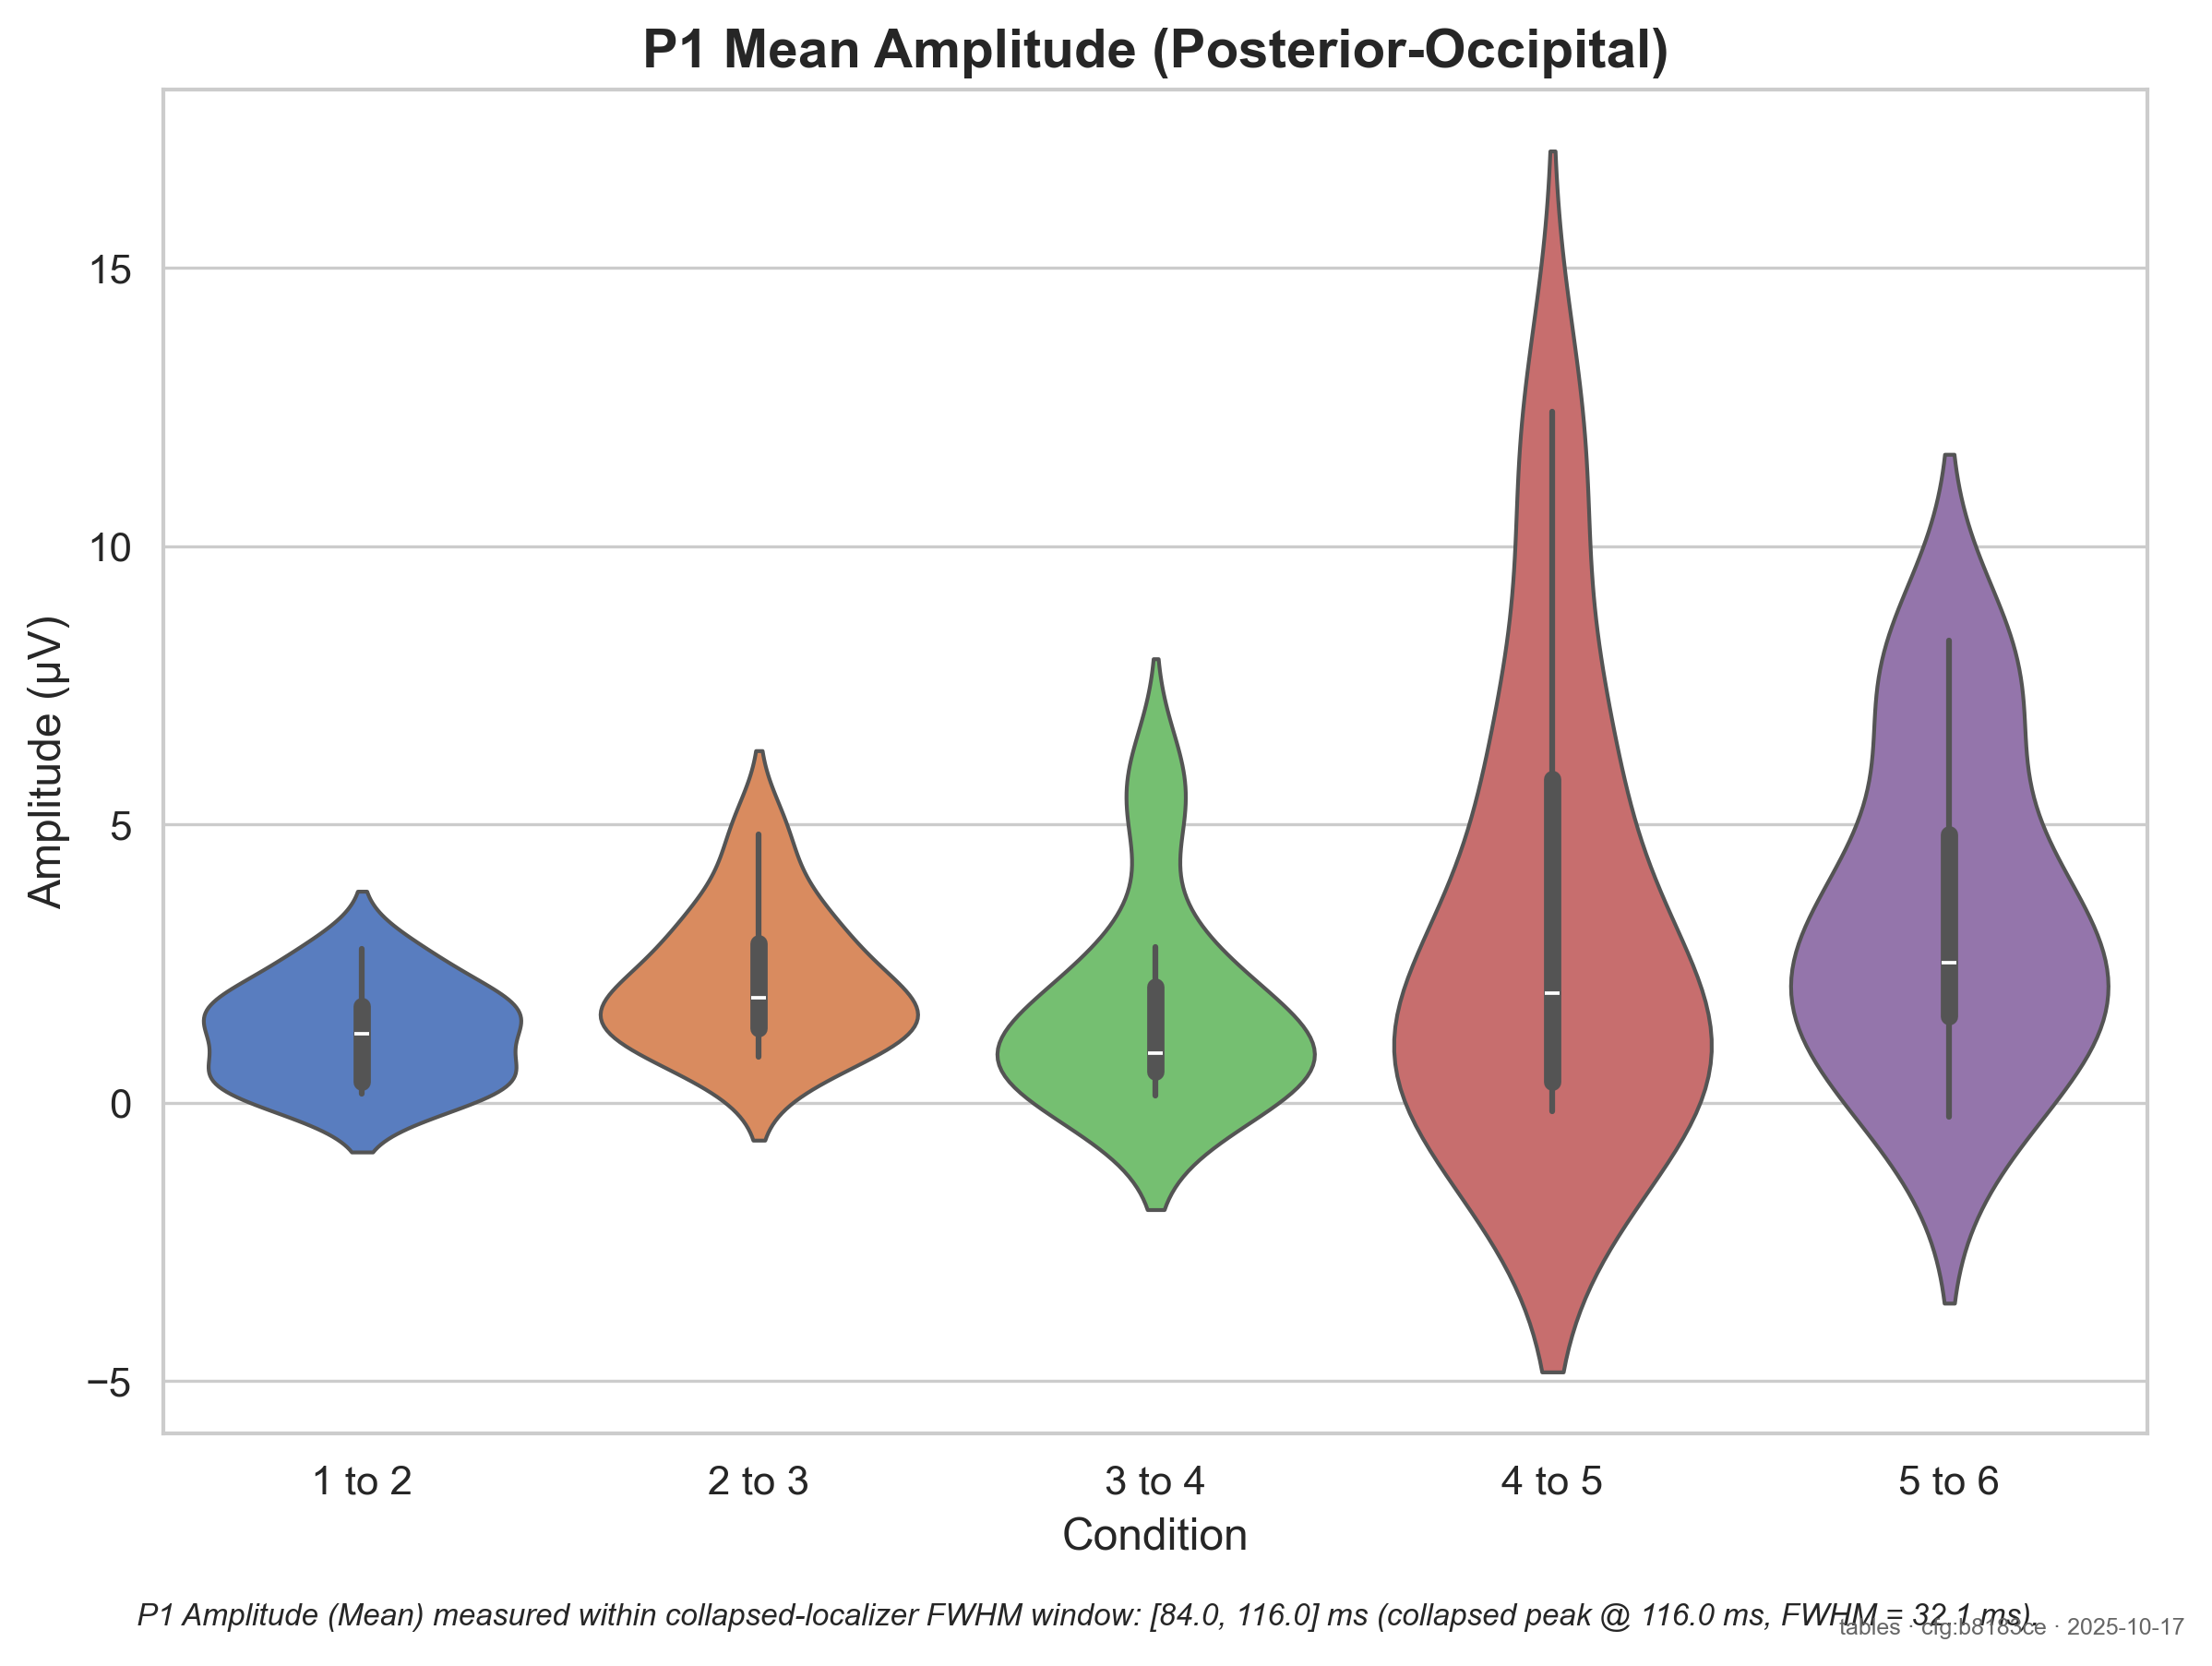 P1 Mean Amplitude (Posterior-Occipital)
Amplitude (µV)
15
10
5
0
−5
1 to 2
2 to 3
3 to 4
4 to 5
5 to 6
Condition
P1 Amplitude (Mean) measured within collapsed-localizer FWHM window: [84.0, 116.0] ms (collapsed peak @ 116.0 ms, FWHM = 32.1 ms).
tables · cfg:b8183ce · 2025-10-17